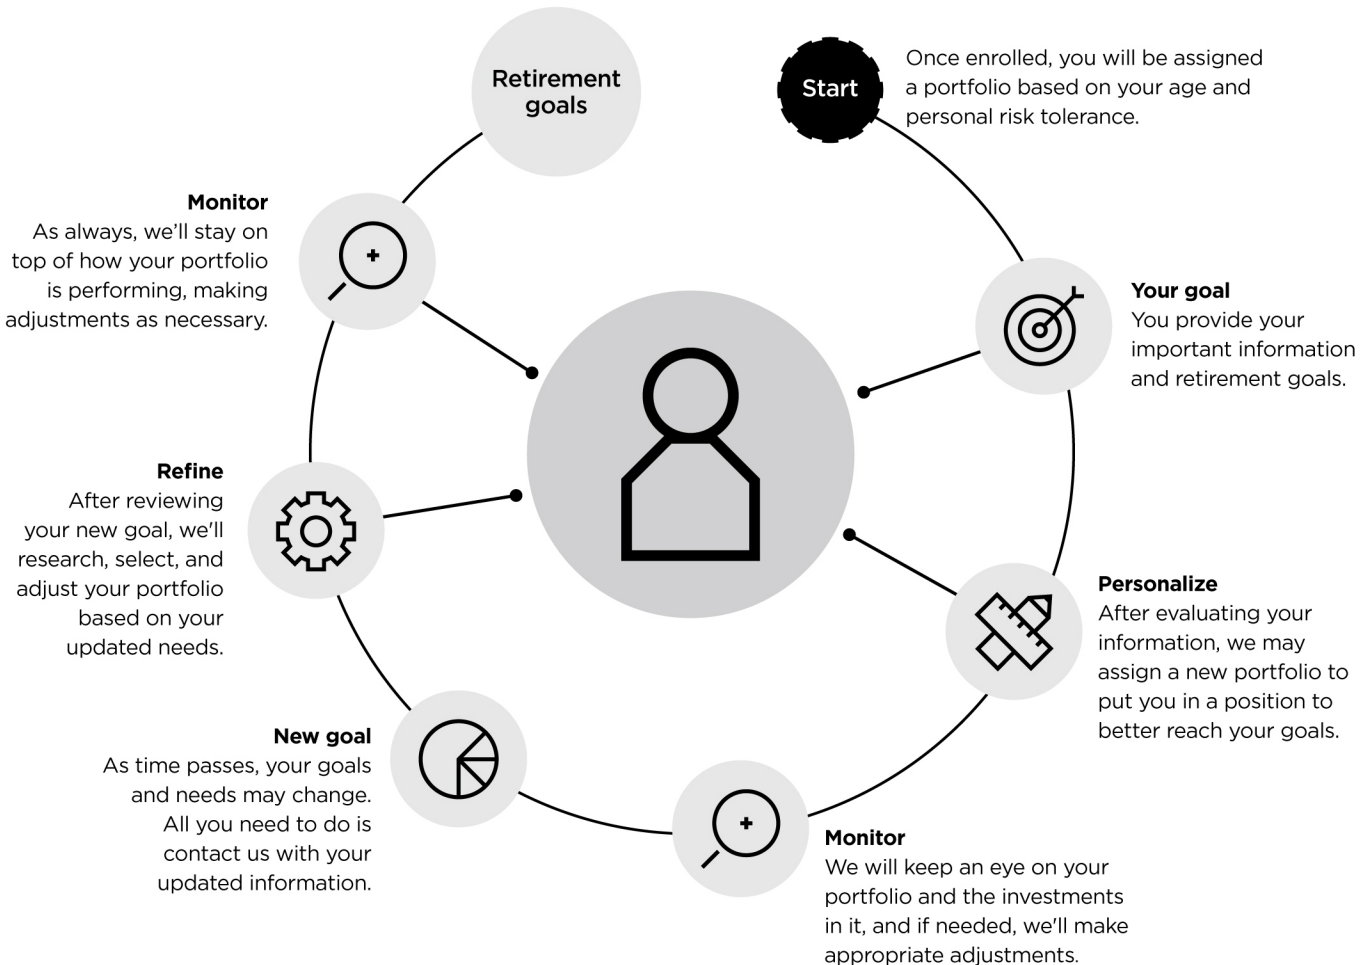 Start
Once enrolled, you will be assigned
a portfolio based on your age and
personal risk tolerance.
Your goal
You provide your
important information
and retirement goals.
Personalize
After evaluating your
information, we may
assign a new portfolio to
put you in a position to
better reach your goals.
Monitor
We will keep an eye on your
portfolio and the investments
in it, and if needed, we'll make
appropriate adjustments.
New goal
As time passes, your goals
and needs may change.
All you need to do is
contact us with your
updated information.
Refine
After reviewing
your new goal, we'll
research, select, and
adjust your portfolio
based on your
updated needs.
Monitor
As always, we’ll stay on
top of how your portfolio
is performing, making
adjustments as necessary.
Retirement
goals